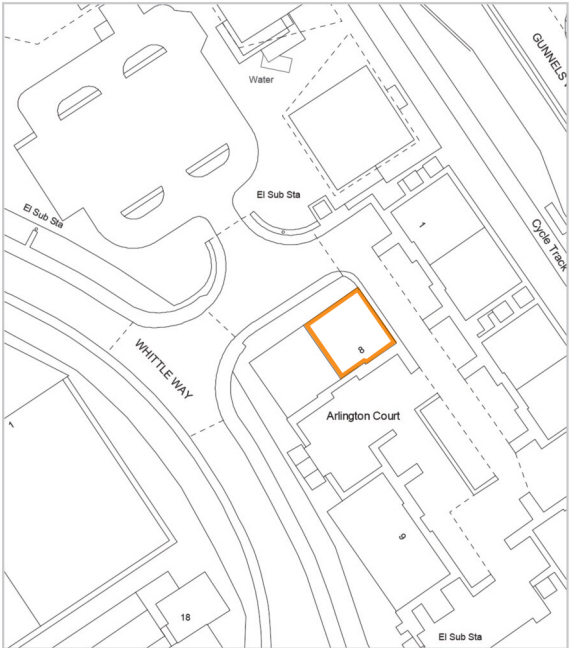 GUNNELS
Water
El Sub Sta
El Sub Sta
1
Cycle Track
8
WHITTLE WAY
Arlington Court
1
9
18
El Sub Sta